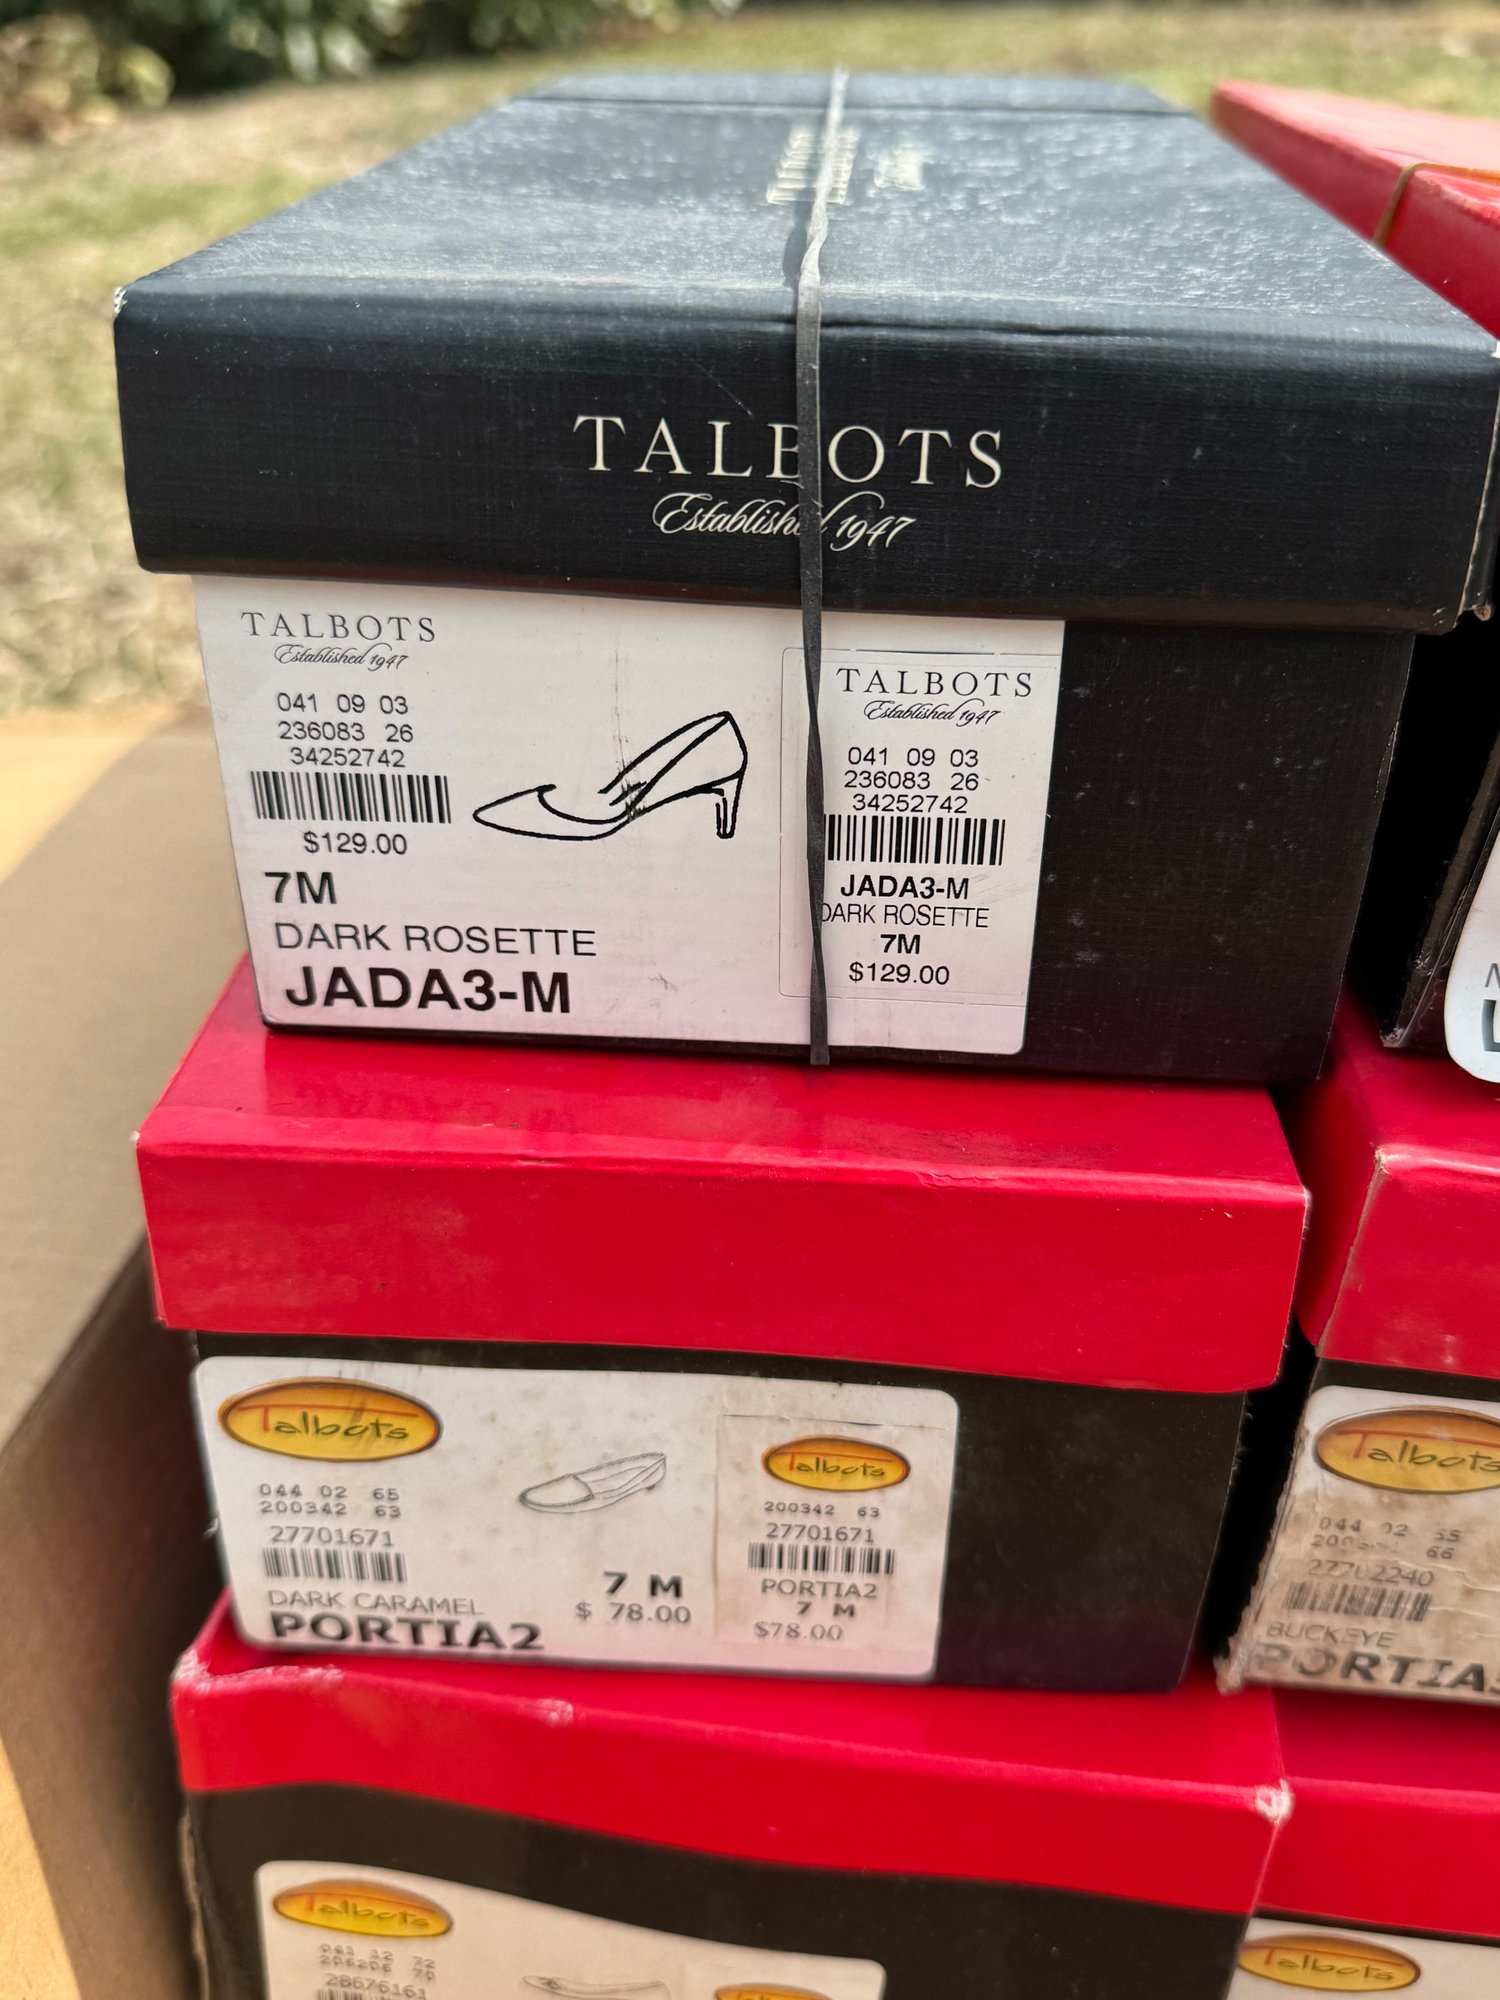 TALBOTS
Established 1947
TALBOTS
Established 1947
041 09 03
236083 26
34252742
$129.00
7M
DARK ROSETTE
JADA3-M
TALBOTS
Established 1947
041 09 03
236083 26
34252742
JADA3-M
DARK ROSETTE
7M
$129.00
Talbots
044 02 65
200342 63
27701671
DARK CARAMEL
PORTIA2
7 M
$ 78.00
Talbots
200342 63
27701671
PORTIA2
7 M
$78.00
Talbots
044
66
BUCKEYE
Talbots
28676161
Talbots
Talbots